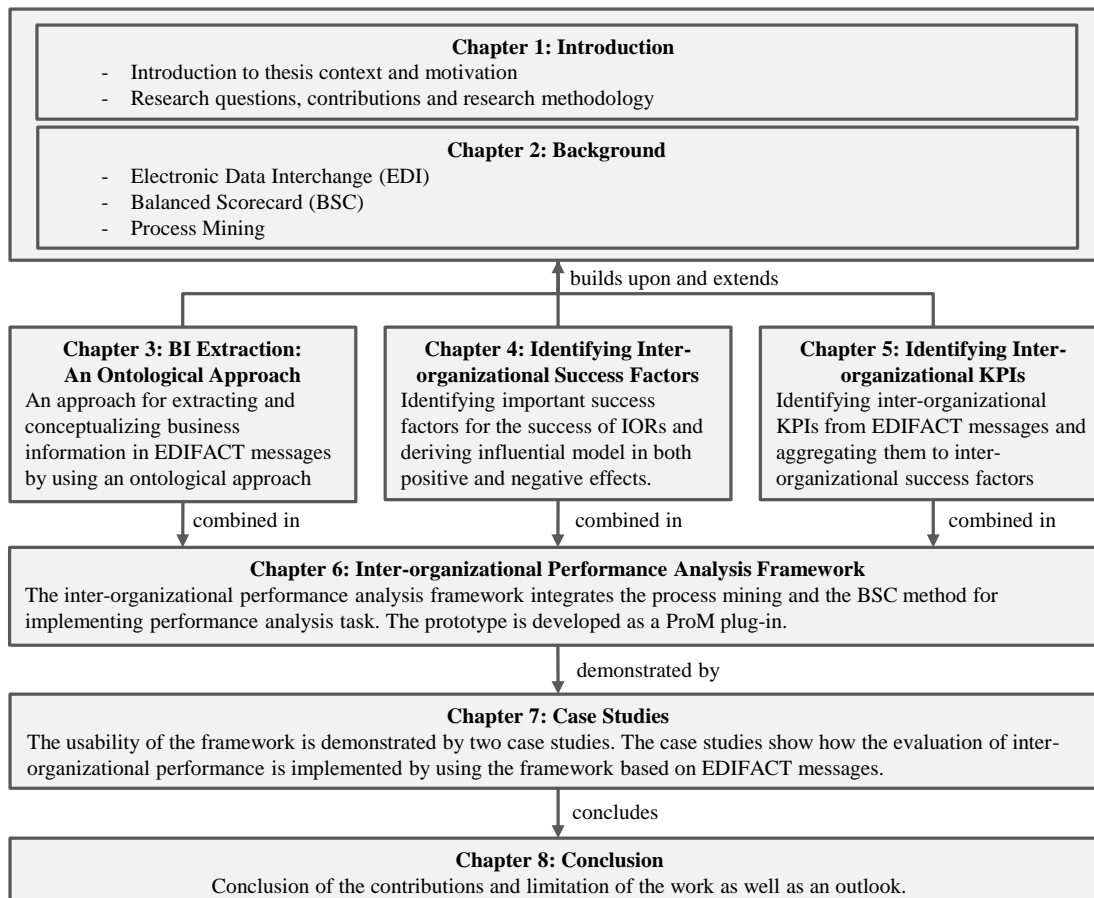 Chapter 1: Introduction
- Introduction to thesis context and motivation
- Research questions, contributions and research methodology
Chapter 2: Background
- Electronic Data Interchange (EDI)
- Balanced Scorecard (BSC)
- Process Mining
builds upon and extends
Chapter 3: BI Extraction:
An Ontological Approach
An approach for extracting and
conceptualizing business
information in EDIFACT messages
by using an ontological approach
Chapter 4: Identifying Inter-
organizational Success Factors
Identifying important success
factors for the success of IORs and
deriving influential model in both
positive and negative effects.
Chapter 5: Identifying Inter-
organizational KPIs
Identifying inter-organizational
KPIs from EDIFACT messages and
aggregating them to inter-
organizational success factors
combined in
combined in
combined in
Chapter 6: Inter-organizational Performance Analysis Framework
The inter-organizational performance analysis framework integrates the process mining and the BSC method for
implementing performance analysis task. The prototype is developed as a ProM plug-in.
demonstrated by
Chapter 7: Case Studies
The usability of the framework is demonstrated by two case studies. The case studies show how the evaluation of inter-
organizational performance is implemented by using the framework based on EDIFACT messages.
concludes
Chapter 8: Conclusion
Conclusion of the contributions and limitation of the work as well as an outlook.